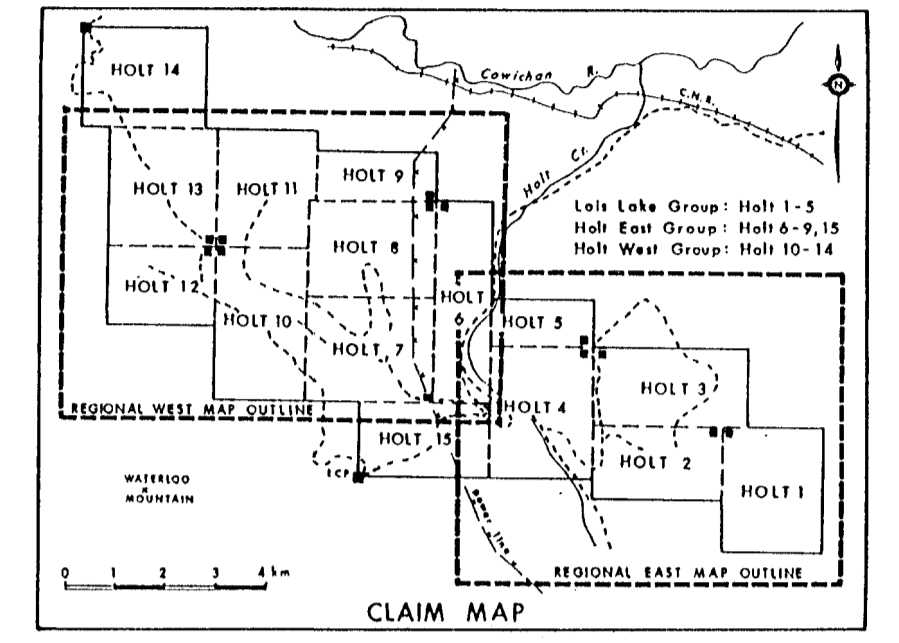 Cowichan R.
C.N.R.
N
HOLT 14
Holt Cr.
HOLT 13
HOLT 11
HOLT 9
Lois Lake Group: Holt 1-5
Holt East Group: Holt 6-9,15
Holt West Group: Holt 10-14
HOLT 8
HOLT 12
HOLT 6
HOLT 10
HOLT 5
HOLT 7
HOLT 3
REGIONAL WEST MAP OUTLINE
HOLT 4
HOLT 15
HOLT 2
LCP
WATERLOO
MOUNTAIN
HOLT 1
power line
0 1 2 3 4 km
REGIONAL EAST MAP OUTLINE
CLAIM MAP